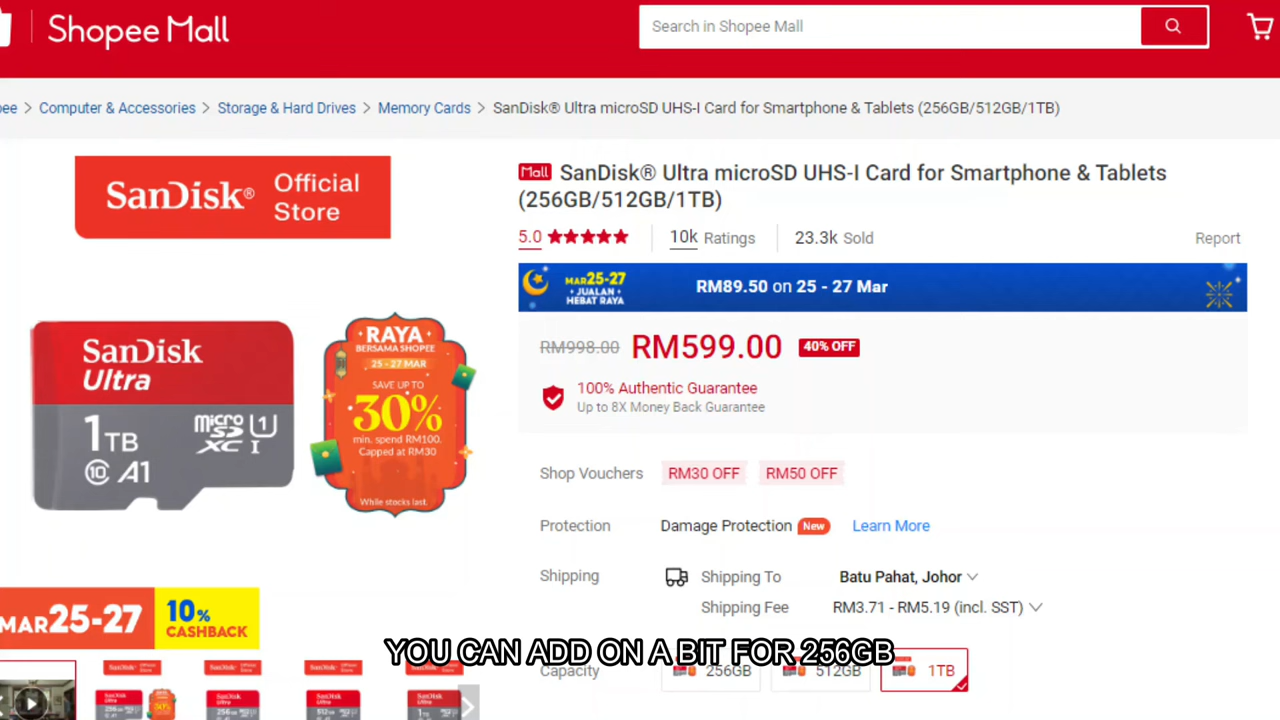 Shopee Mall
Search in Shopee Mall
pee > Computer & Accessories > Storage & Hard Drives > Memory Cards > SanDisk® Ultra microSD UHS-I Card for Smartphone & Tablets (256GB/512GB/1TB)
SanDisk® Official Store
Mall SanDisk® Ultra microSD UHS-I Card for Smartphone & Tablets
(256GB/512GB/1TB)
5.0 10k Ratings 23.3k Sold Report
MAR 25-27
JUALAN
HEBAT RAYA
RM89.50 on 25 - 27 Mar
RM998.00 RM599.00 40% OFF
100% Authentic Guarantee
Up to 8X Money Back Guarantee
SanDisk
Ultra
1TB
micro SD XC I U1
10 A1
RAYA
BERSAMA SHOPEE
25 - 27 MAR
SAVE UP TO
30%
min. spend RM100.
Capped at RM30
While stocks last.
Shop Vouchers RM30 OFF RM50 OFF
Protection Damage Protection New Learn More
Shipping Shipping To Batu Pahat, Johor
Shipping Fee RM3.71 - RM5.19 (incl. SST)
MAR 25-27
10%
CASHBACK
YOU CAN ADD ON A BIT FOR 256GB
Capacity 256GB 512GB 1TB